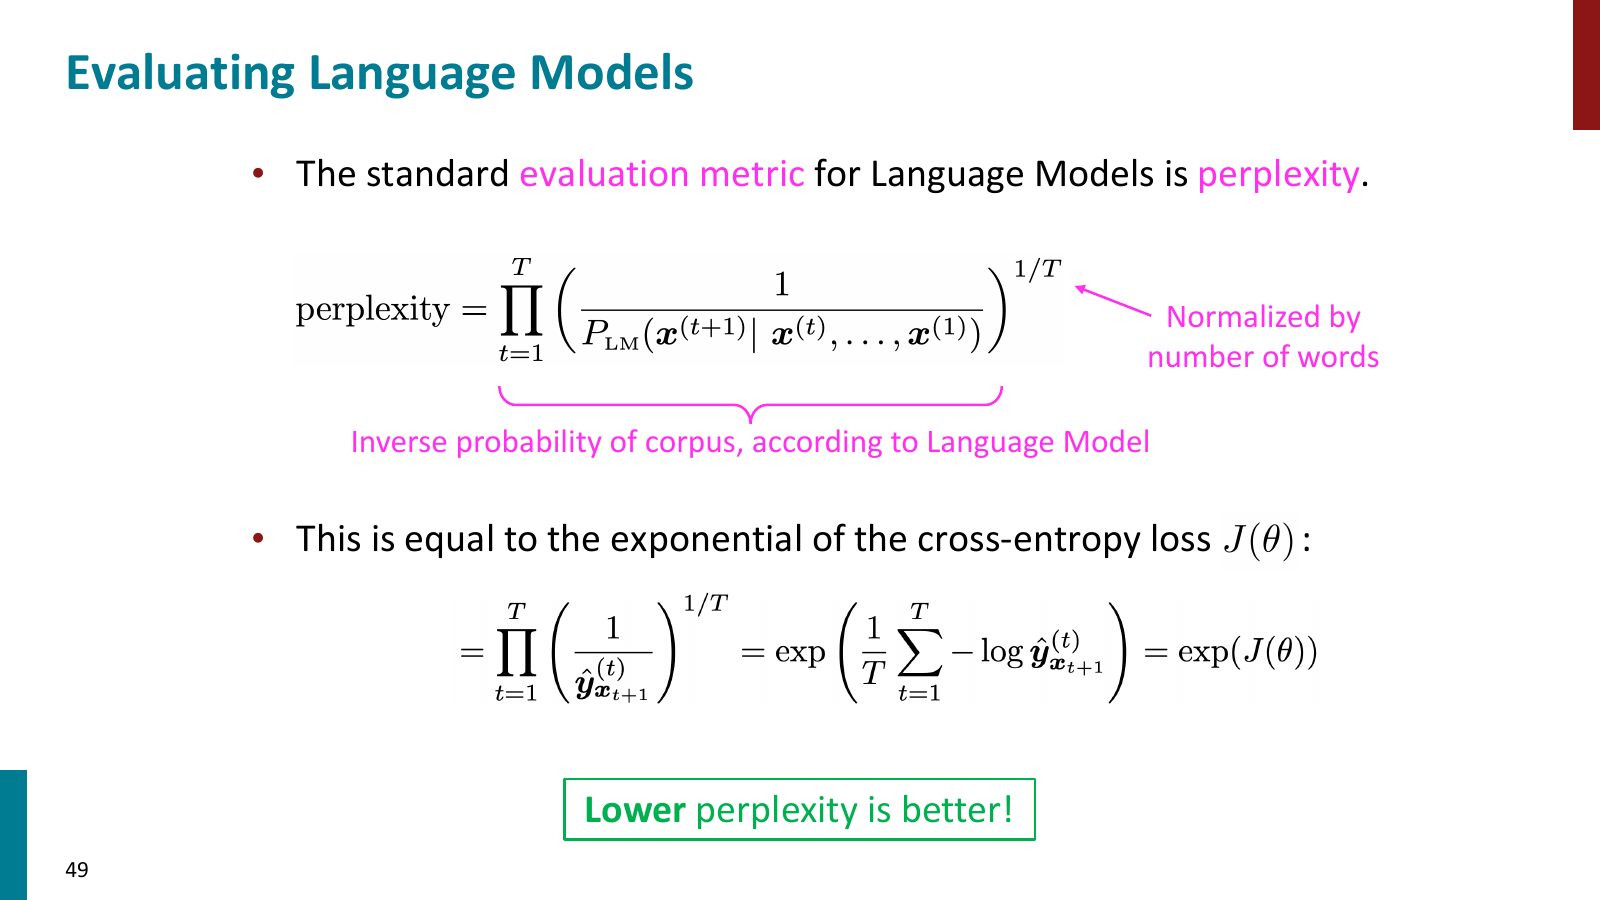 Evaluating Language Models
• The standard evaluation metric for Language Models is perplexity.
perplexity = ∏_{t=1}^{T} ( 1 / P_LM(x^(t+1) | x^(t), . . . , x^(1)) )^{1/T}
Normalized by
number of words
Inverse probability of corpus, according to Language Model
• This is equal to the exponential of the cross-entropy loss J(θ) :
= ∏_{t=1}^{T} ( 1 / ŷ^(t)_{x_{t+1}} )^{1/T} = exp ( 1/T ∑_{t=1}^{T} − log ŷ^(t)_{x_{t+1}} ) = exp(J(θ))
Lower perplexity is better!
49